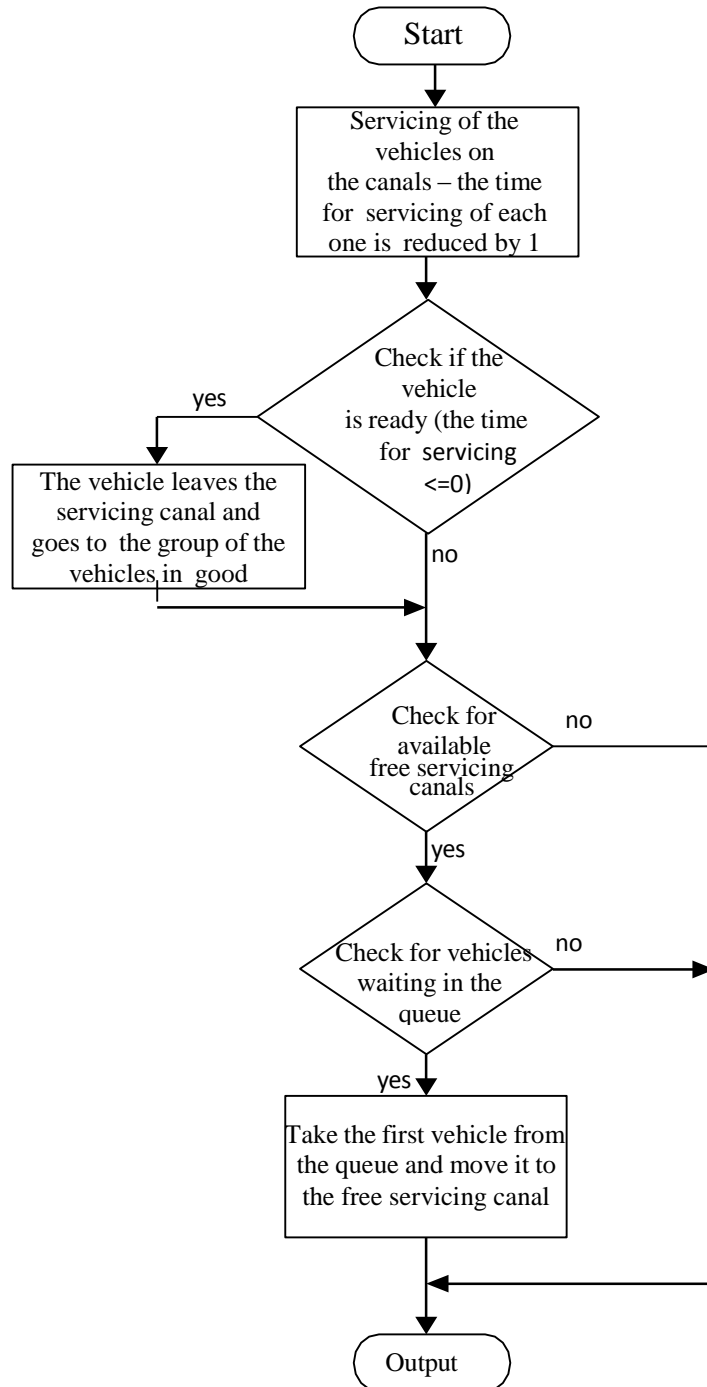 Start
Servicing of the
vehicles on
the canals – the time
for servicing of each
one is reduced by 1
Check if the
vehicle
is ready (the time
for servicing
<=0)
yes
The vehicle leaves the
servicing canal and
goes to the group of the
vehicles in good
no
Check for
available
free servicing
canals
no
yes
Check for vehicles
waiting in the
queue
no
yes
Take the first vehicle from
the queue and move it to
the free servicing canal
Output